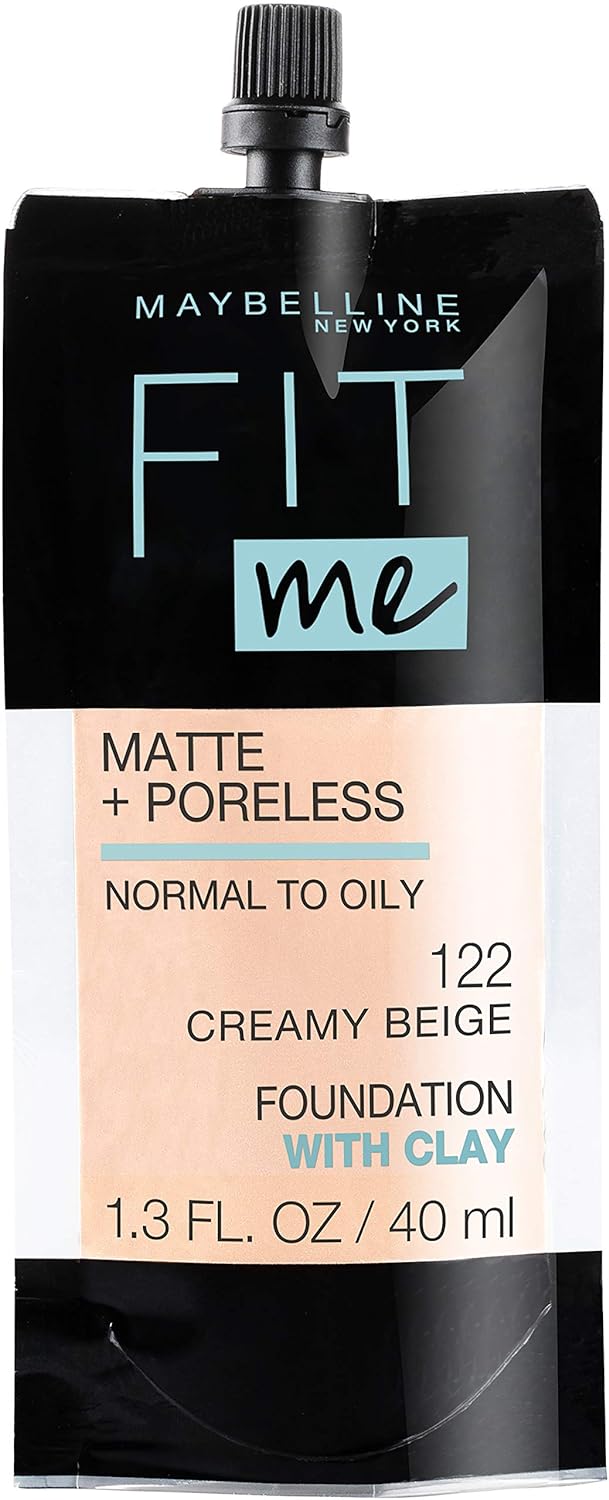 MAYBELLINE
NEW YORK
FIT
me
MATTE
+ PORELESS
NORMAL TO OILY
122
CREAMY BEIGE
FOUNDATION
WITH CLAY
1.3 FL. OZ / 40 ml